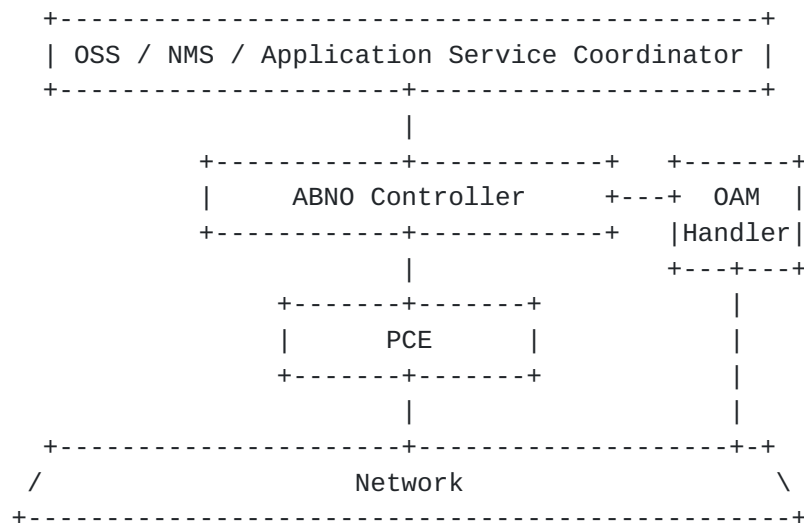 OSS / NMS / Application Service Coordinator
ABNO Controller
OAM
Handler
PCE
Network